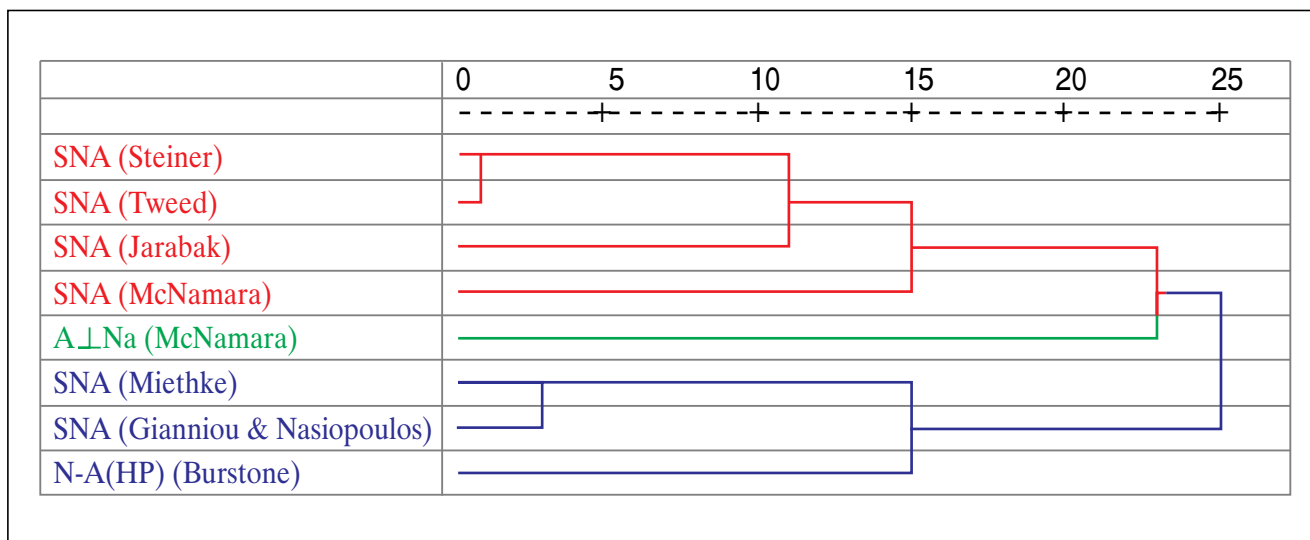 0 5 10 15 20 25
SNA (Steiner)
SNA (Tweed)
SNA (Jarabak)
SNA (McNamara)
A⊥Na (McNamara)
SNA (Miethke)
SNA (Gianniou & Nasiopoulos)
N-A(HP) (Burstone)